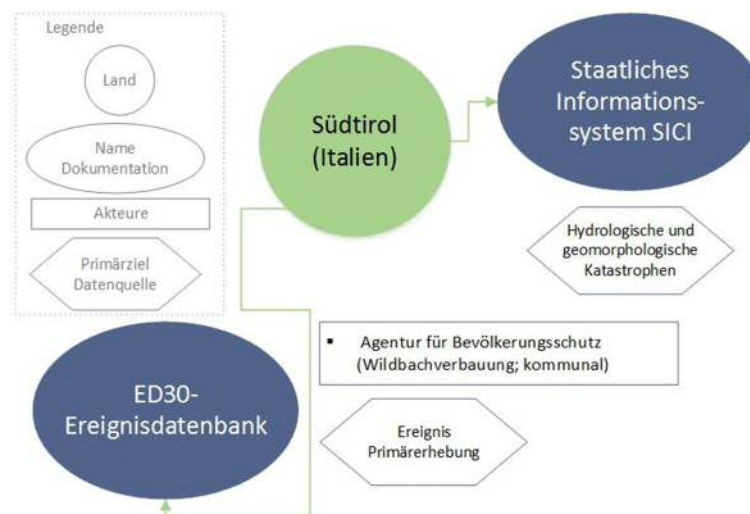 Legende
Land
Name
Dokumentation
Akteure
Primärziel
Datenquelle
Südtirol
(Italien)
Staatliches
Informations-
system SICI
Hydrologische und
geomorphologische
Katastrophen
▪ Agentur für Bevölkerungsschutz
(Wildbachverbauung; kommunal)
ED30-
Ereignisdatenbank
Ereignis
Primärerhebung